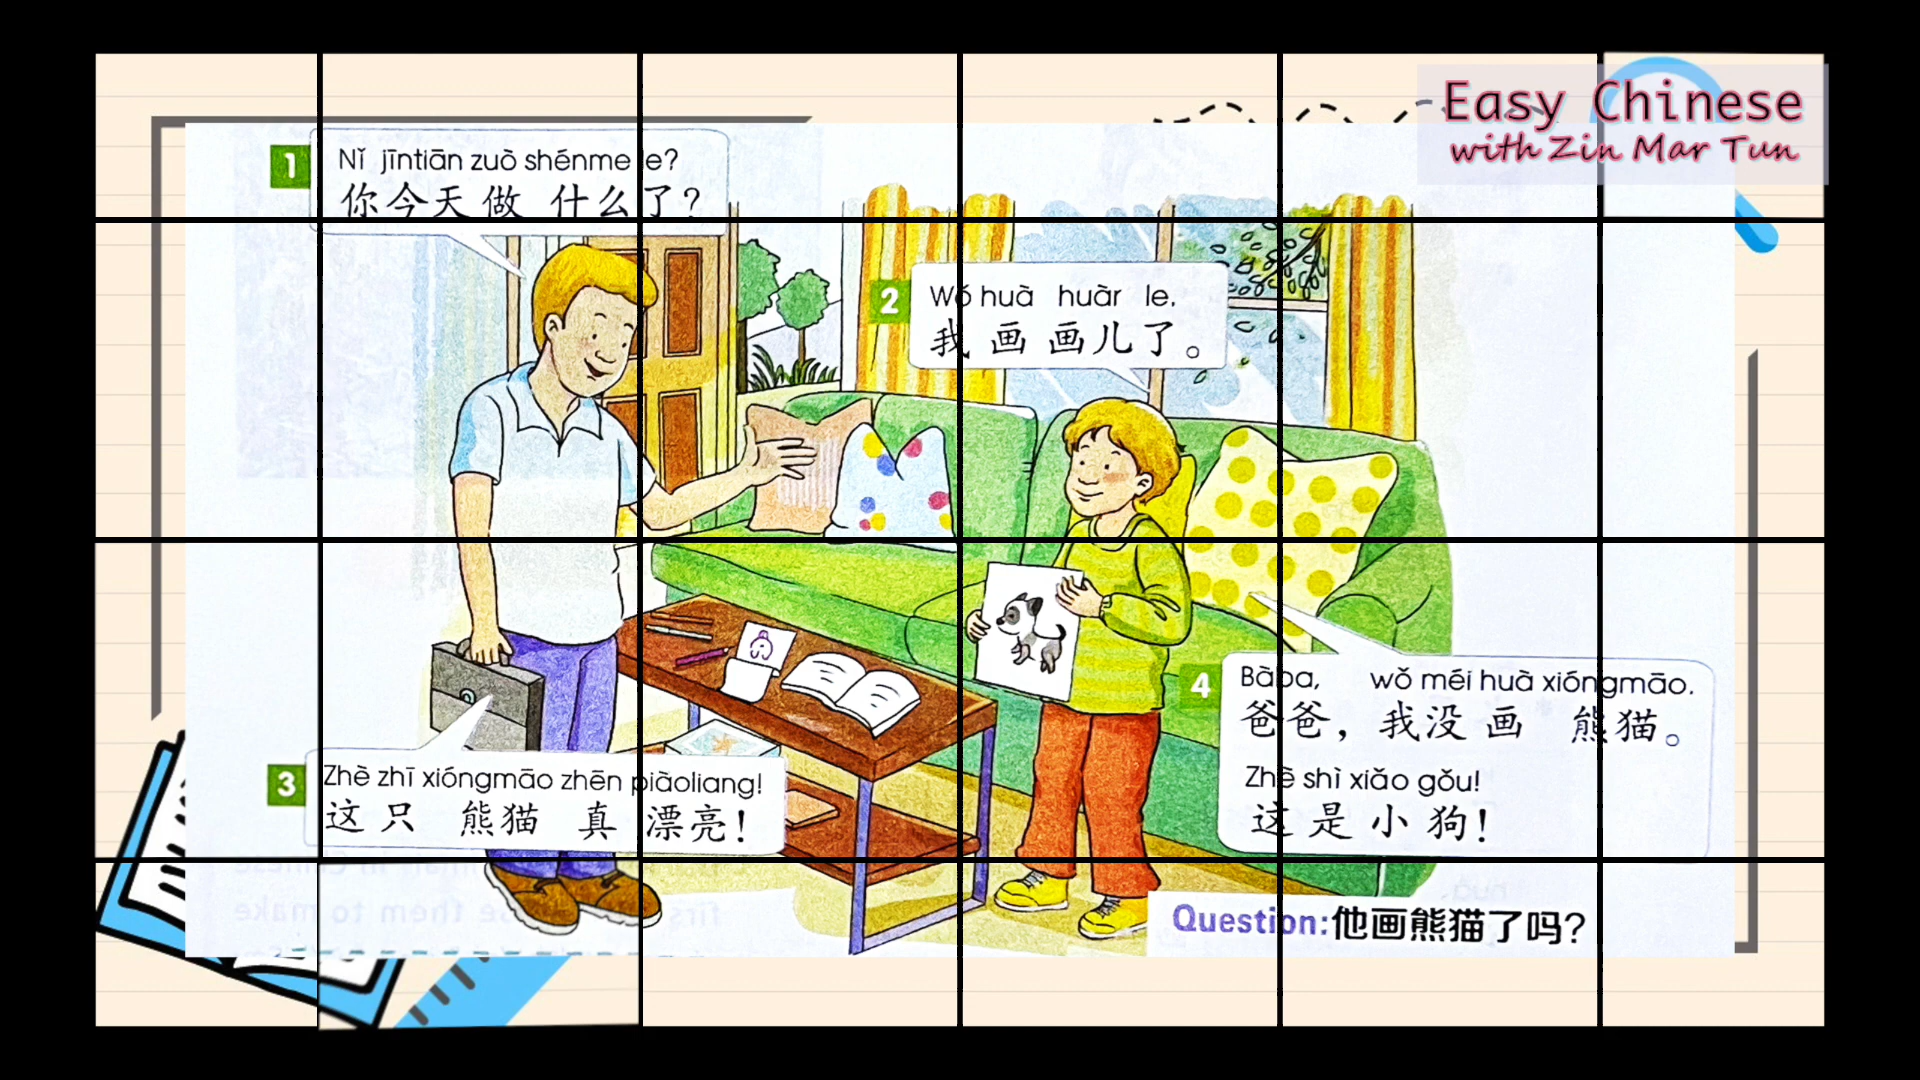 Easy Chinese
with Zin Mar Tun
1
Nǐ jīntiān zuò shénme le?
你今天做什么了?
2
Wǒ huà huàr le.
我画画儿了。
3
Zhè zhī xióngmāo zhēn piàoliang!
这只熊猫真漂亮!
4
Bàba, wǒ méi huà xióngmāo.
爸爸,我没画熊猫。
Zhè shì xiǎo gǒu!
这是小狗!
Question:他画熊猫了吗?